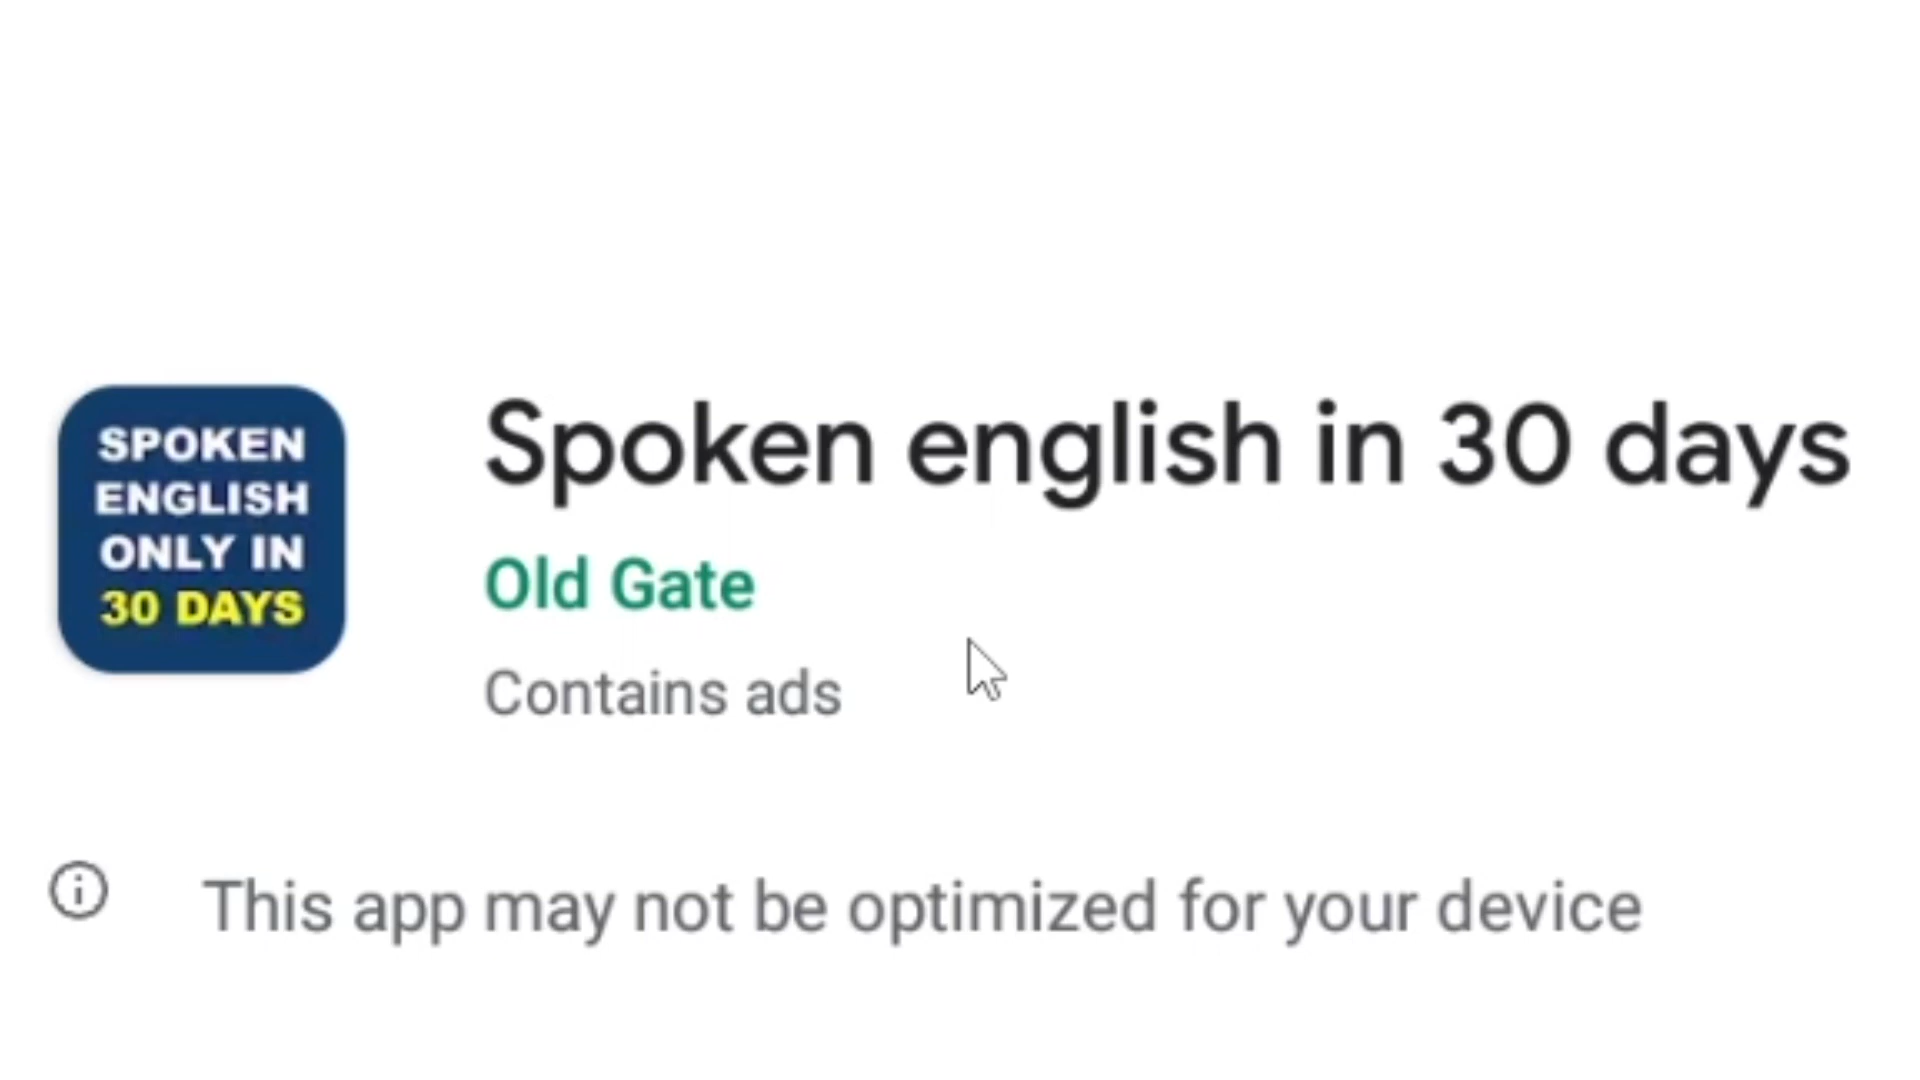 SPOKEN
ENGLISH
ONLY IN
30 DAYS
Spoken english in 30 days
Old Gate
Contains ads
This app may not be optimized for your device